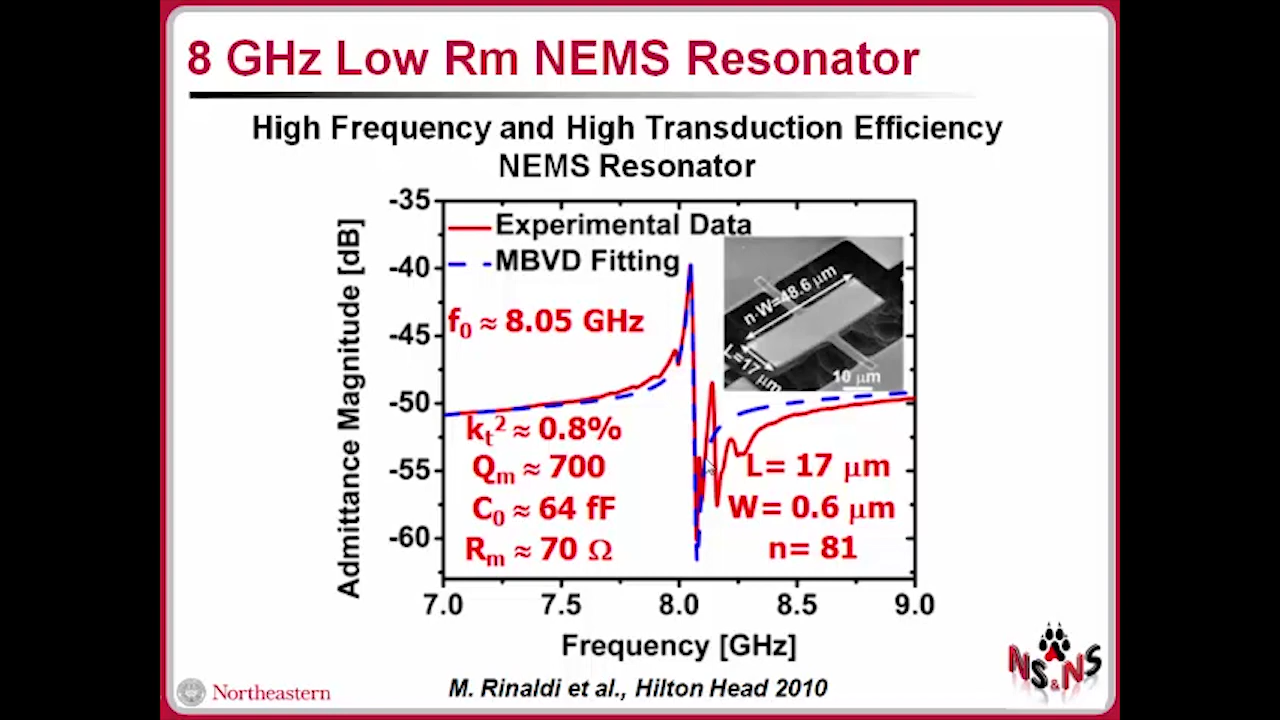 8 GHz Low Rm NEMS Resonator
High Frequency and High Transduction Efficiency
NEMS Resonator
-35
-40
-45
-50
-55
-60
Admittance Magnitude [dB]
Experimental Data
MBVD Fitting
f₀ ≈ 8.05 GHz
n·W=48.6 μm
L=17 μm
10 μm
kₜ² ≈ 0.8%
Qₘ ≈ 700
C₀ ≈ 64 fF
Rₘ ≈ 70 Ω
L= 17 μm
W= 0.6 μm
n= 81
7.0 7.5 8.0 8.5 9.0
Frequency [GHz]
M. Rinaldi et al., Hilton Head 2010
Northeastern
NS&NS